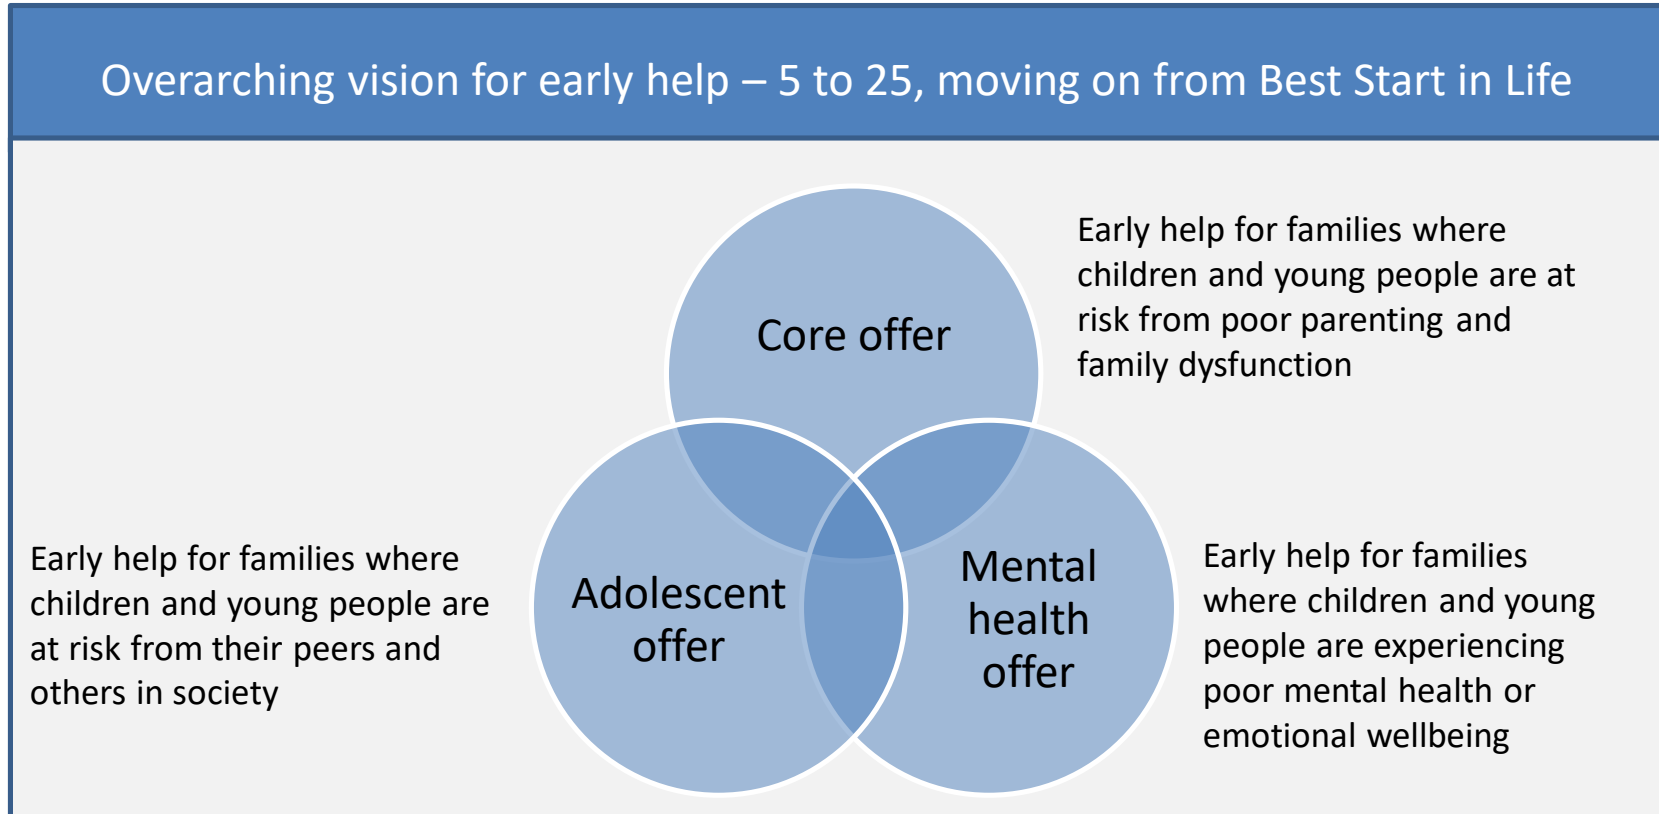 Overarching vision for early help – 5 to 25, moving on from Best Start in Life
Core offer
Early help for families where
children and young people are at
risk from poor parenting and
family dysfunction
Early help for families where
children and young people are
at risk from their peers and
others in society
Adolescent
offer
Mental
health
offer
Early help for families
where children and young
people are experiencing
poor mental health or
emotional wellbeing